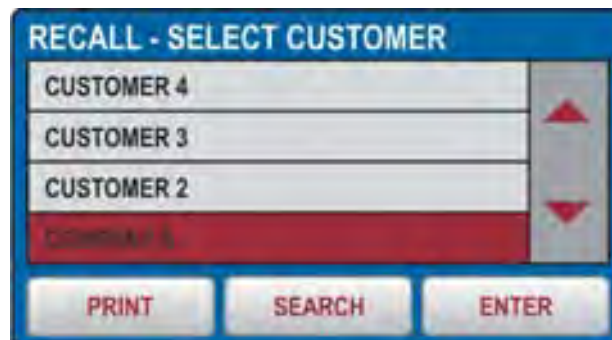 RECALL - SELECT CUSTOMER
CUSTOMER 4
CUSTOMER 3
CUSTOMER 2
PRINT
SEARCH
ENTER